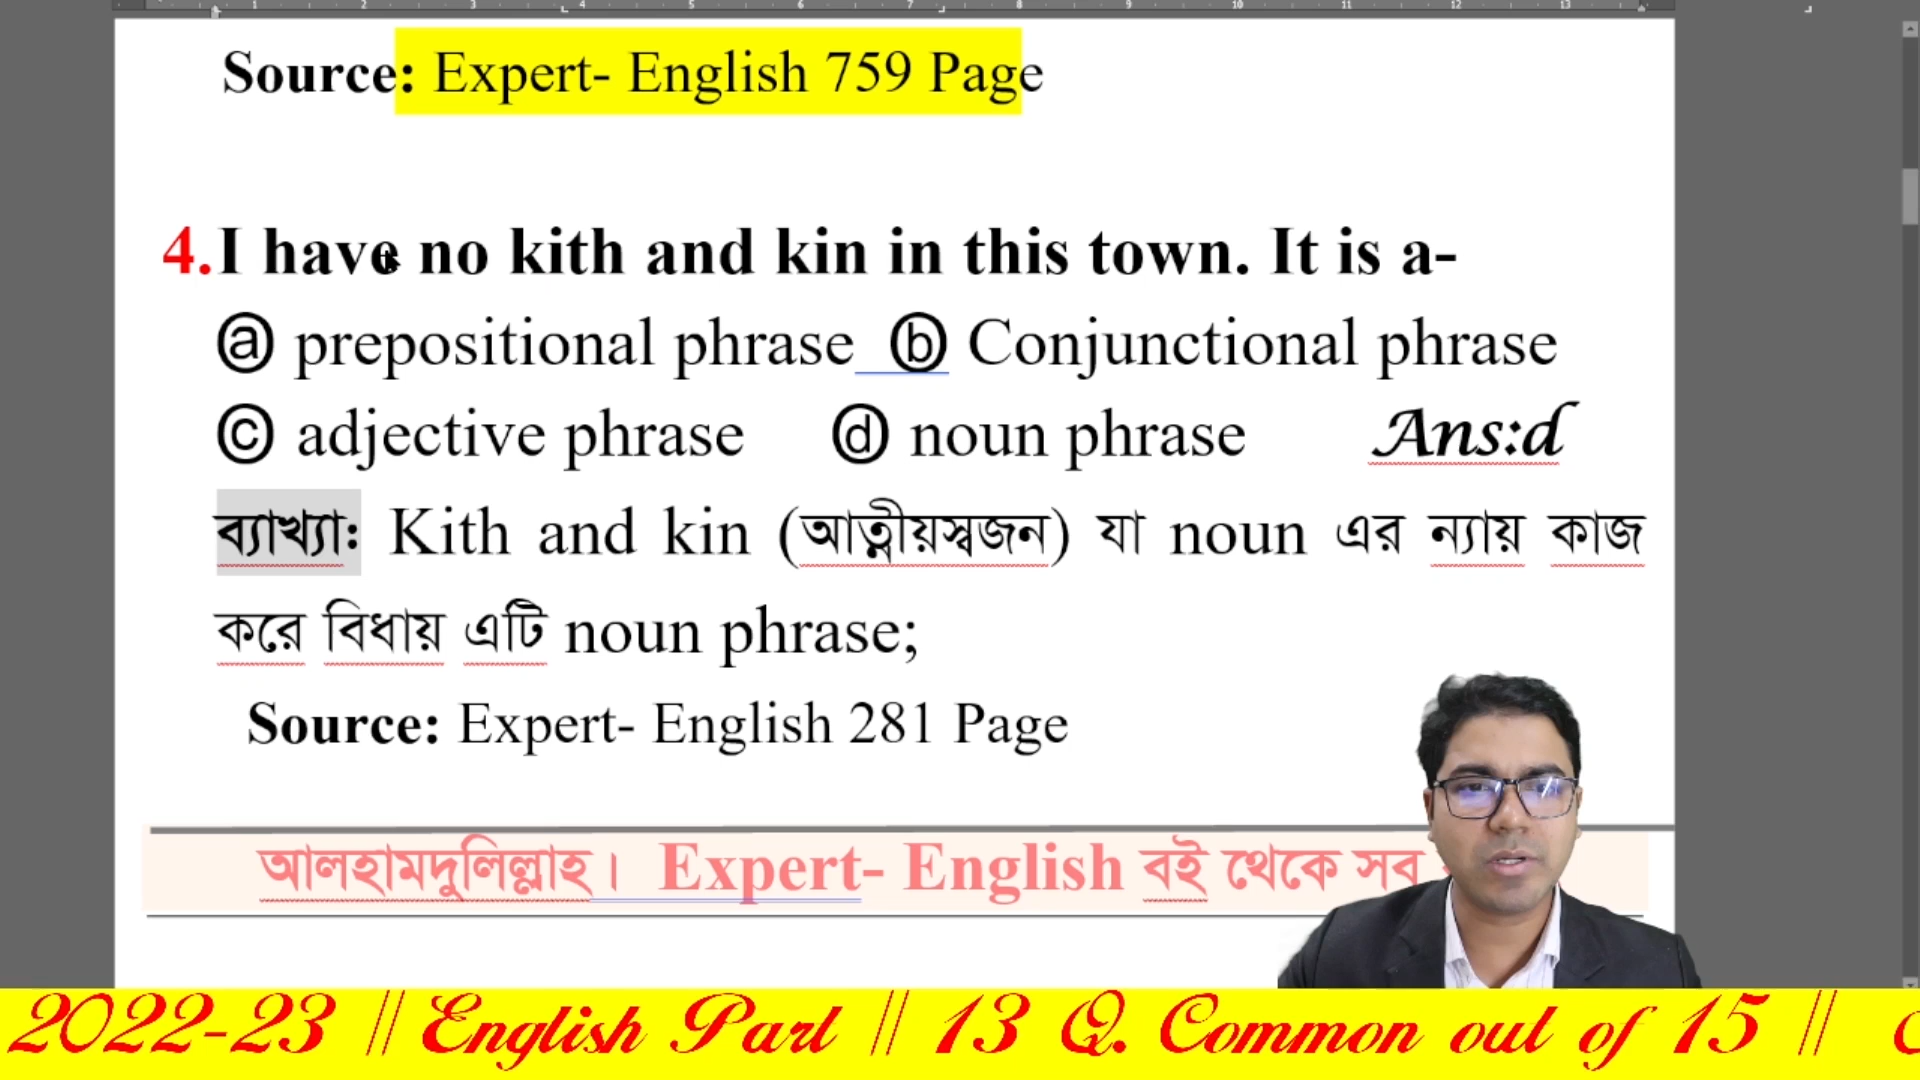 Source: Expert- English 759 Page
4.I have no kith and kin in this town. It is a-
ⓐ prepositional phrase ⓑ Conjunctional phrase
ⓒ adjective phrase ⓓ noun phrase Ans:d
ব্যাখ্যাঃ Kith and kin (আত্নীয়স্বজন) যা noun এর ন্যায় কাজ
করে বিধায় এটি noun phrase;
Source: Expert- English 281 Page
আলহামদুলিল্লাহ। Expert- English বই থেকে সব
2022-23 || English Part || 13 Q. Common out of 15 ||